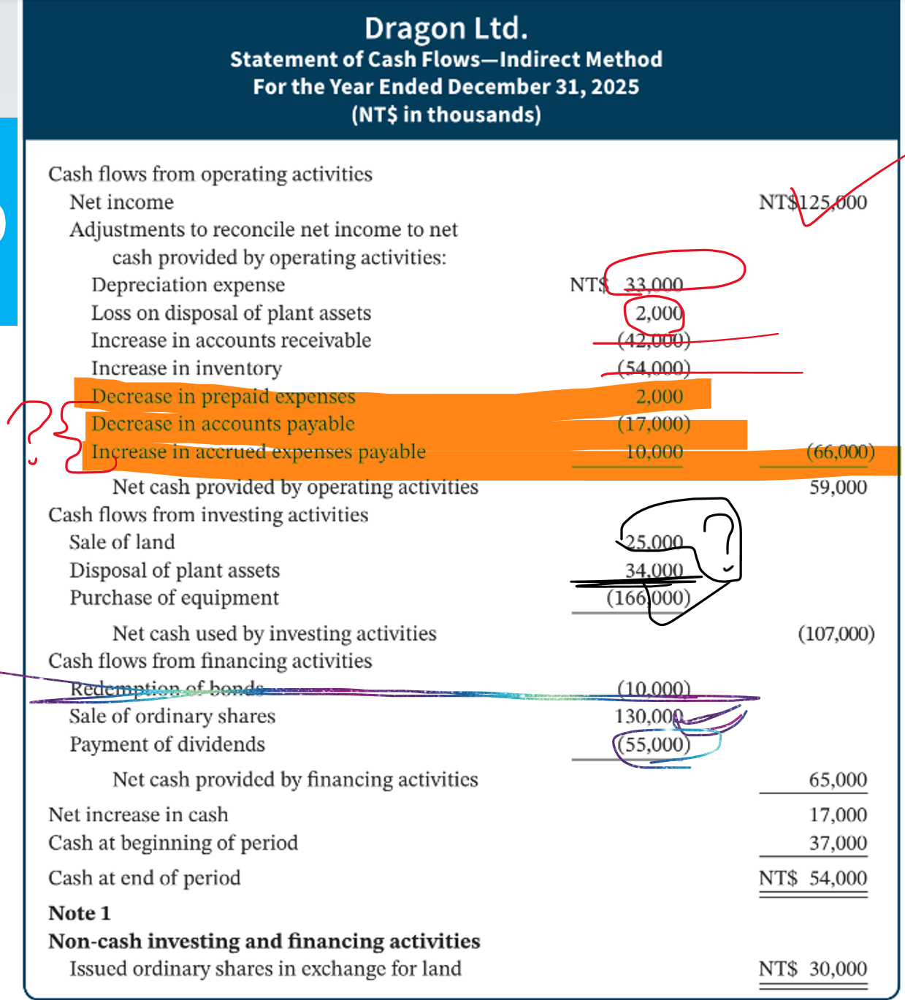 Dragon Ltd.
Statement of Cash Flows—Indirect Method
For the Year Ended December 31, 2025
(NT$ in thousands)
Cash flows from operating activities
Net income NT$125,000
Adjustments to reconcile net income to net
cash provided by operating activities:
Depreciation expense NT$ 33,000
Loss on disposal of plant assets 2,000
Increase in accounts receivable (42,000)
Increase in inventory (54,000)
Decrease in prepaid expenses 2,000
? Decrease in accounts payable (17,000)
Increase in accrued expenses payable 10,000 (66,000)
Net cash provided by operating activities 59,000
Cash flows from investing activities
Sale of land 25,000 ?
Disposal of plant assets 34,000
Purchase of equipment (166,000)
Net cash used by investing activities (107,000)
Cash flows from financing activities
Redemption of bonds (10,000)
Sale of ordinary shares 130,000
Payment of dividends (55,000)
Net cash provided by financing activities 65,000
Net increase in cash 17,000
Cash at beginning of period 37,000
Cash at end of period NT$ 54,000
Note 1
Non-cash investing and financing activities
Issued ordinary shares in exchange for land NT$ 30,000